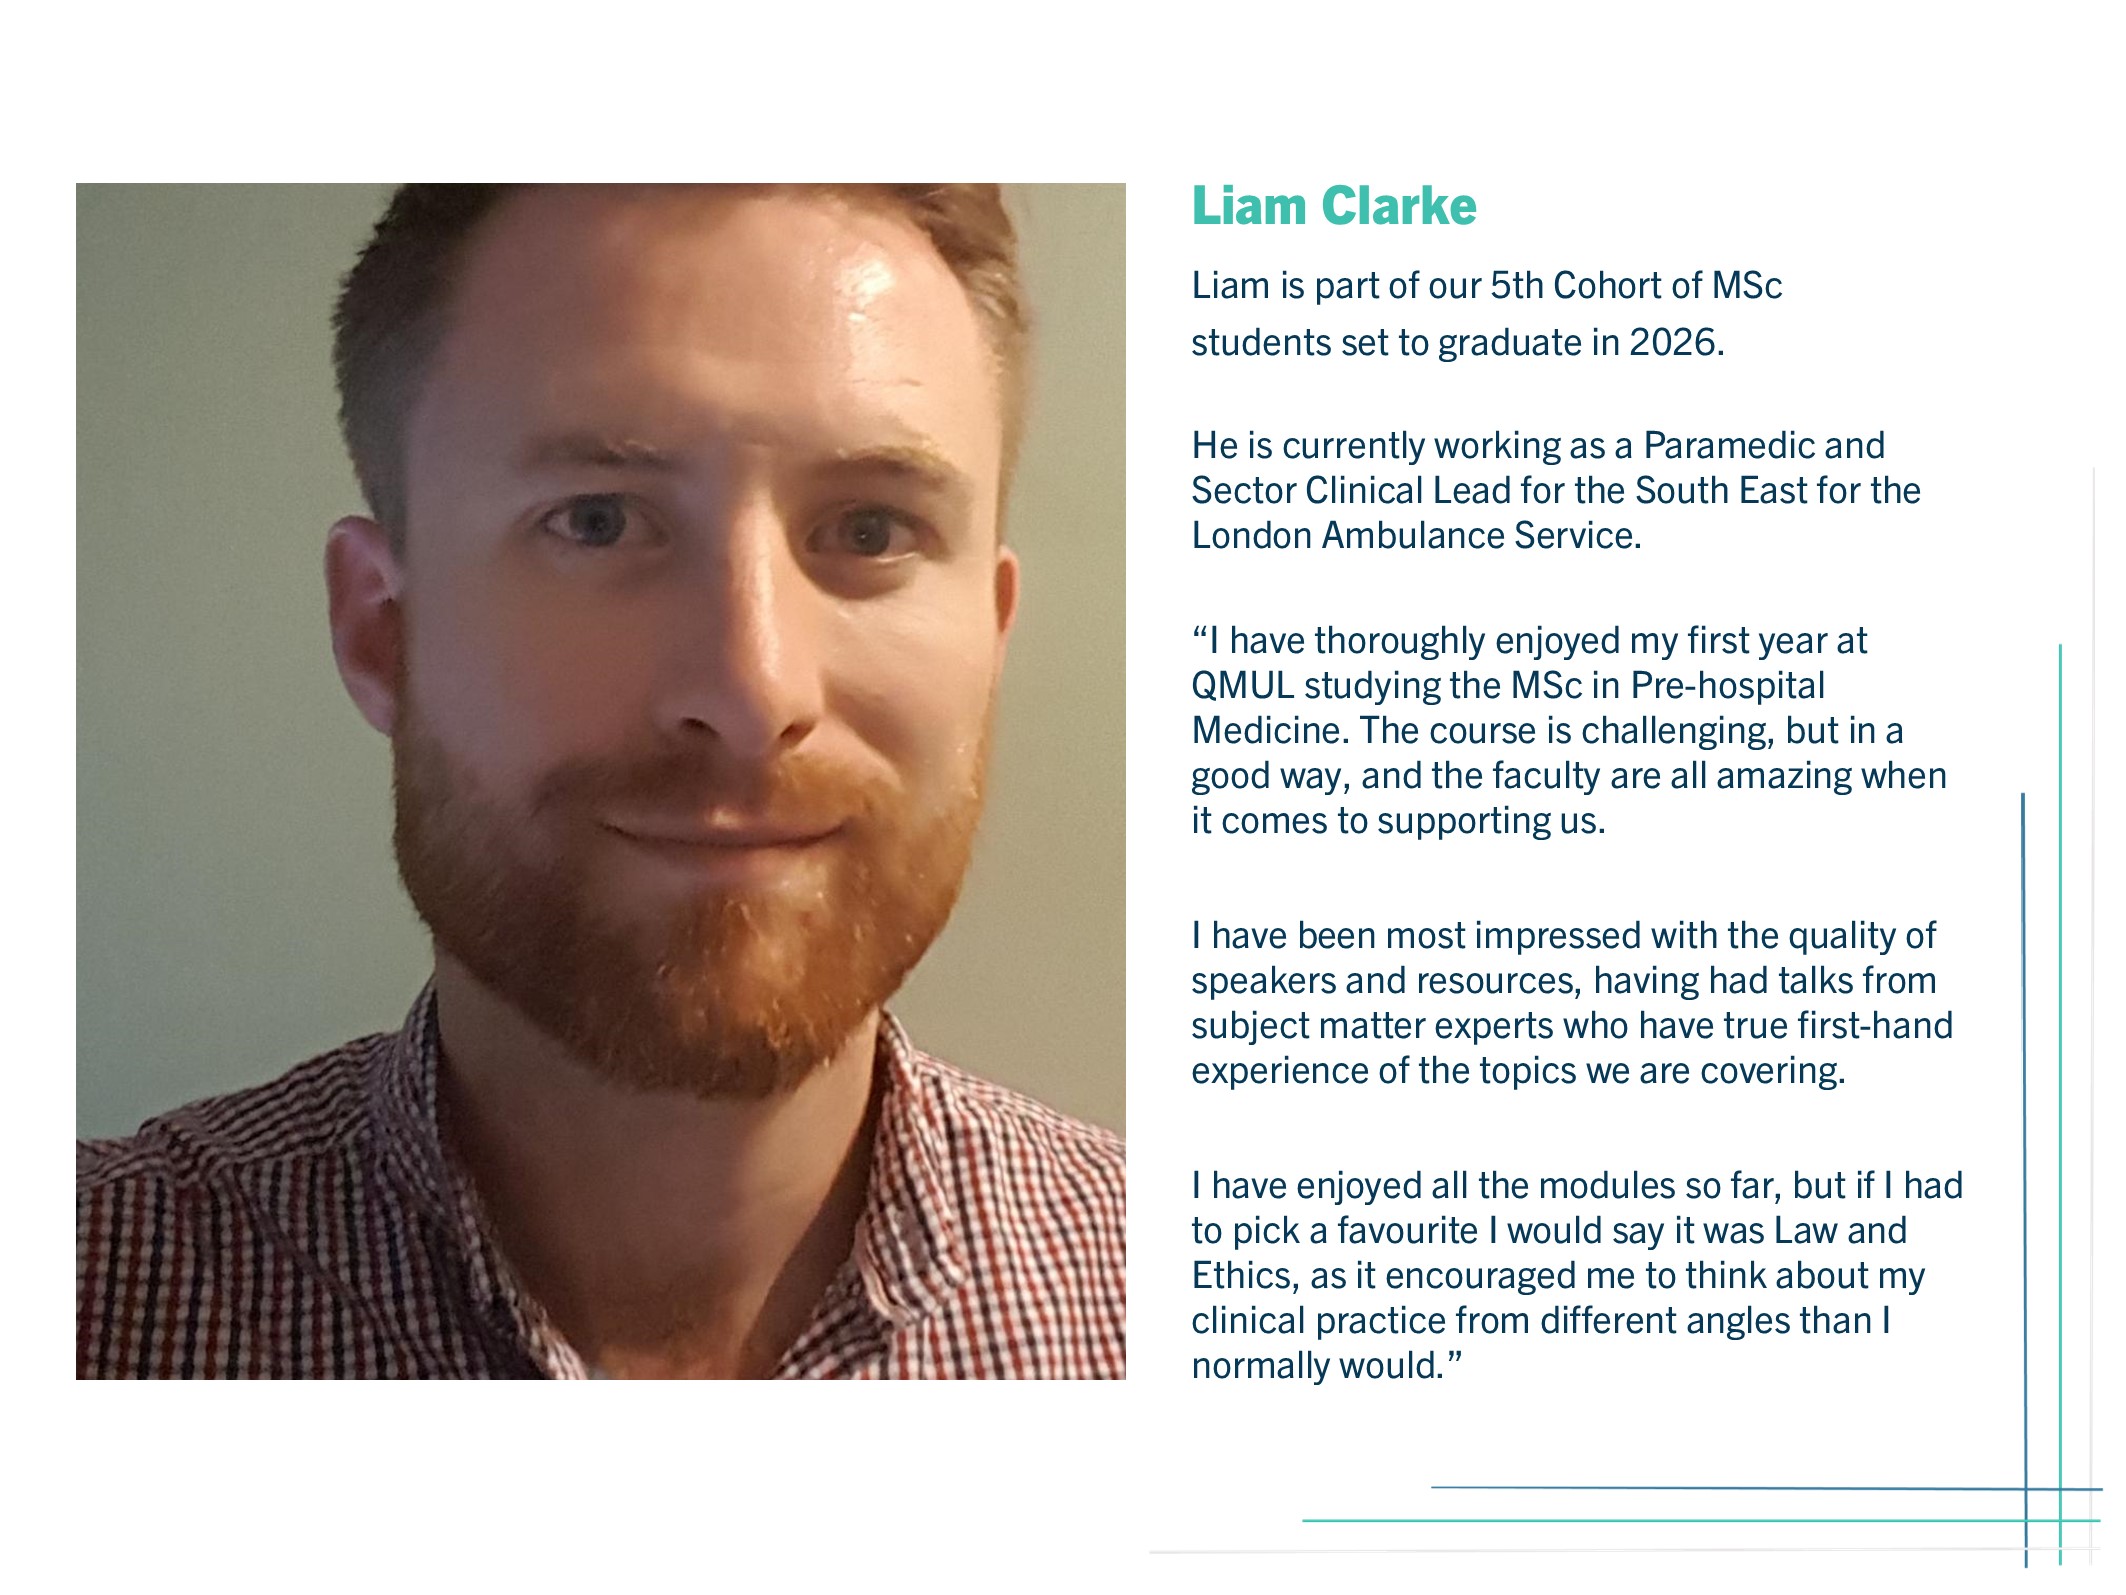 Liam Clarke
Liam is part of our 5th Cohort of MSc
students set to graduate in 2026.
He is currently working as a Paramedic and
Sector Clinical Lead for the South East for the
London Ambulance Service.
“I have thoroughly enjoyed my first year at
QMUL studying the MSc in Pre-hospital
Medicine. The course is challenging, but in a
good way, and the faculty are all amazing when
it comes to supporting us.
I have been most impressed with the quality of
speakers and resources, having had talks from
subject matter experts who have true first-hand
experience of the topics we are covering.
I have enjoyed all the modules so far, but if I had
to pick a favourite I would say it was Law and
Ethics, as it encouraged me to think about my
clinical practice from different angles than I
normally would.”